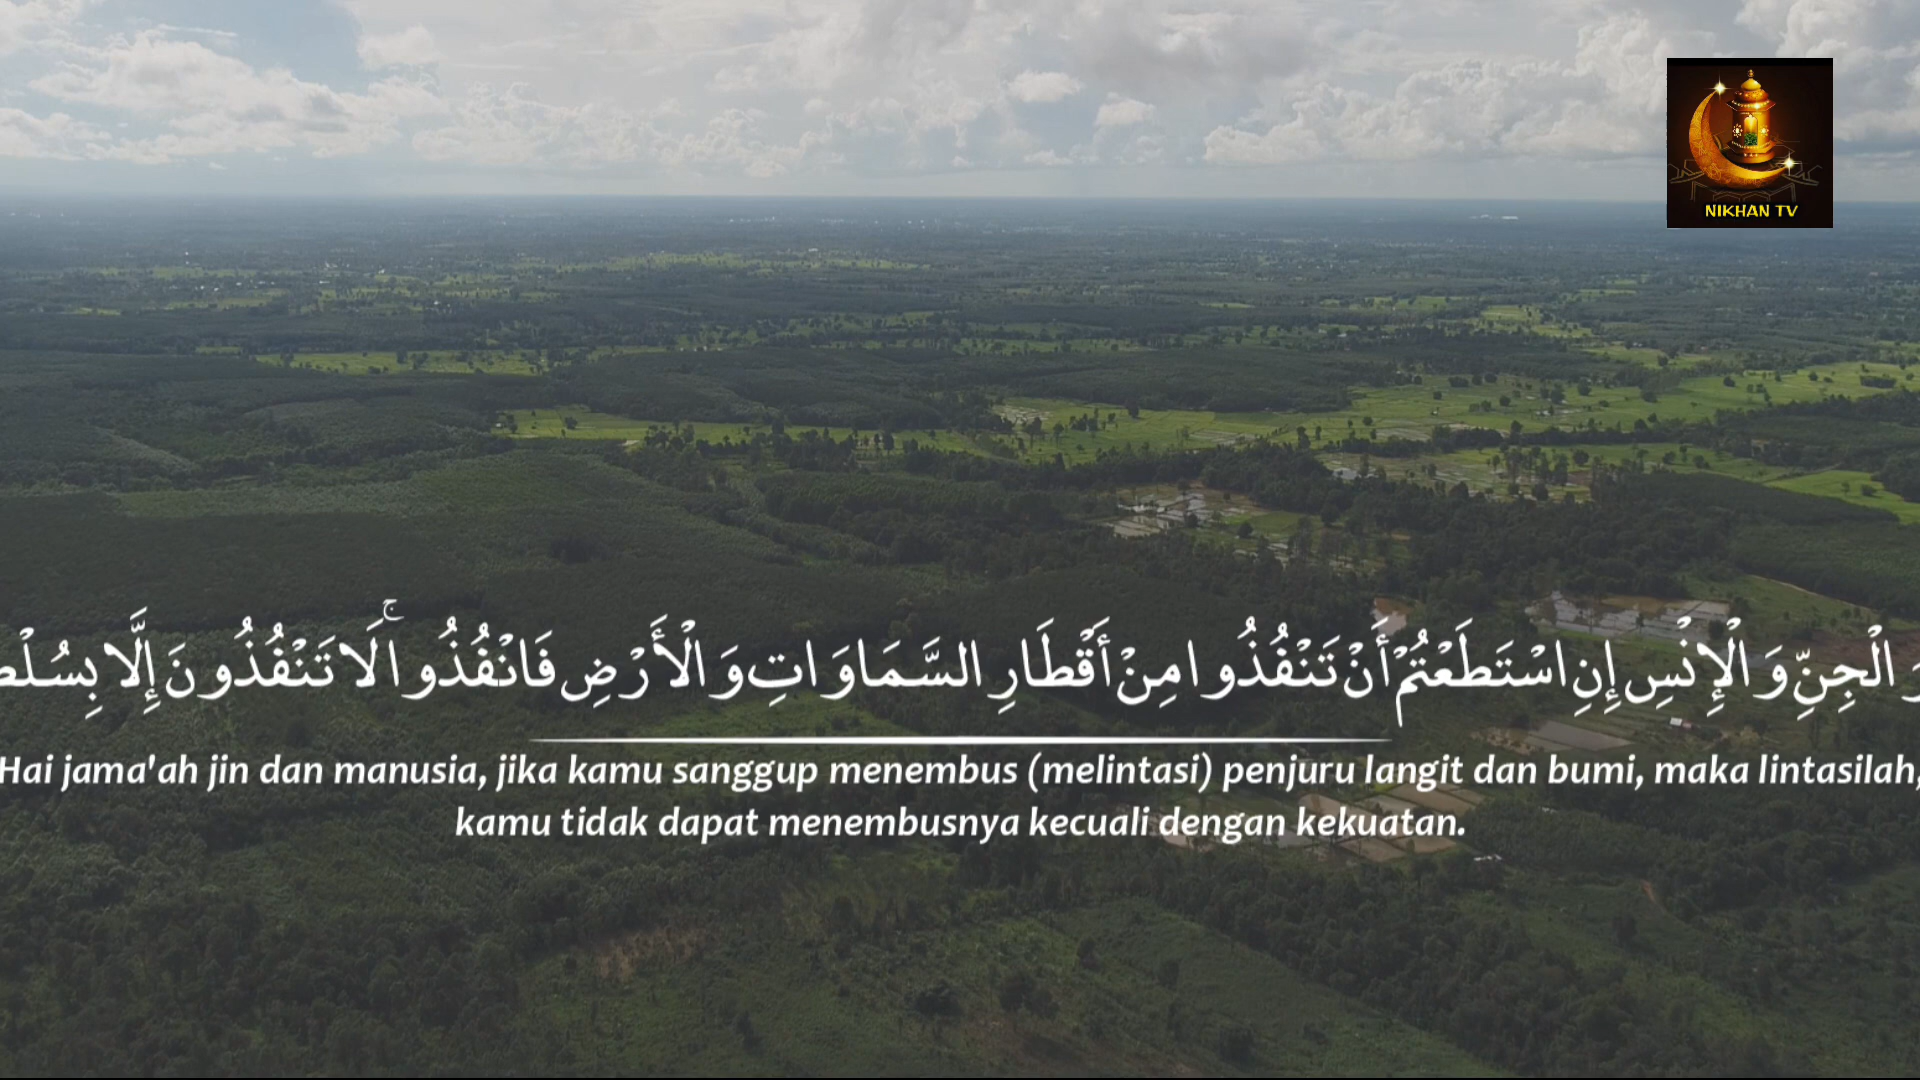 NIKHAN TV
الْجِنِّ وَالْإِنْسِ إِنِ اسْتَطَعْتُمْ أَنْ تَنْفُذُوا مِنْ أَقْطَارِ السَّمَاوَاتِ وَالْأَرْضِ فَانْفُذُوا ۚ لَا تَنْفُذُونَ إِلَّا
Hai jama'ah jin dan manusia, jika kamu sanggup menembus (melintasi) penjuru langit dan bumi, maka lintasilah,
kamu tidak dapat menembusnya kecuali dengan kekuatan.